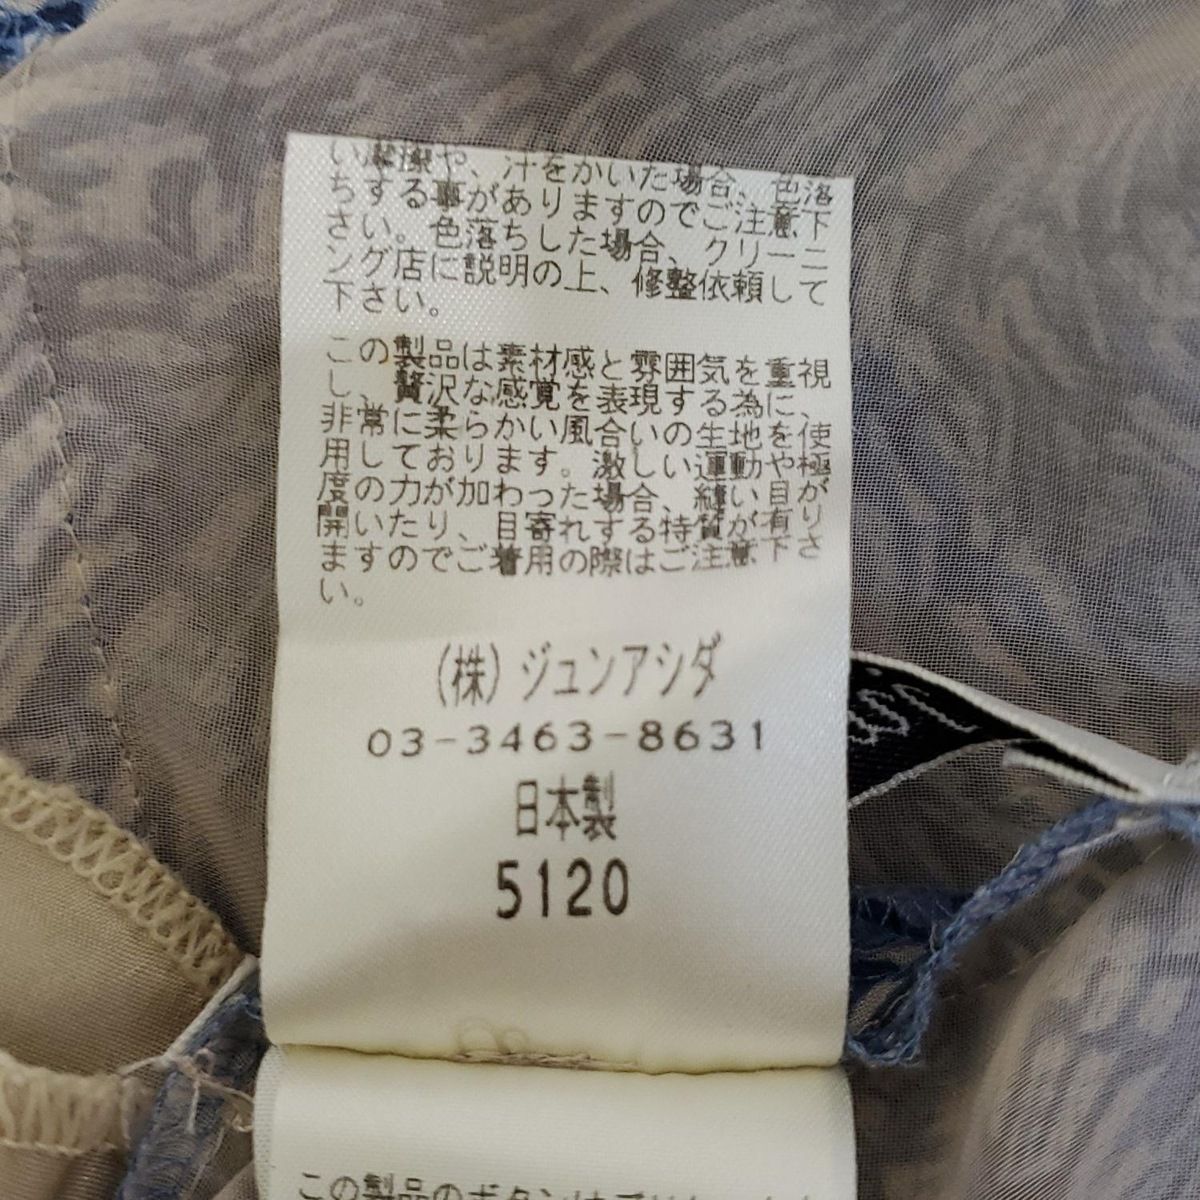 い摩擦や、汗をかいた場合、色落
ちする事がありますのでご注意下
さい。色落ちした場合、クリーニ
ング店に説明の上、修整依頼して
下さい。
この製品は素材感と雰囲気を重視
し、贅沢な感覚を表現する為に、
非常に柔らかい風合いの生地を使
用しております。激しい運動や極
度の力が加わった場合、縫い目が
開いたり、目寄れする特質が有り
ますのでご着用の際はご注意下さ
い。
(株)ジュンアシダ
03-3463-8631
日本製
5120
この製品のボタンは